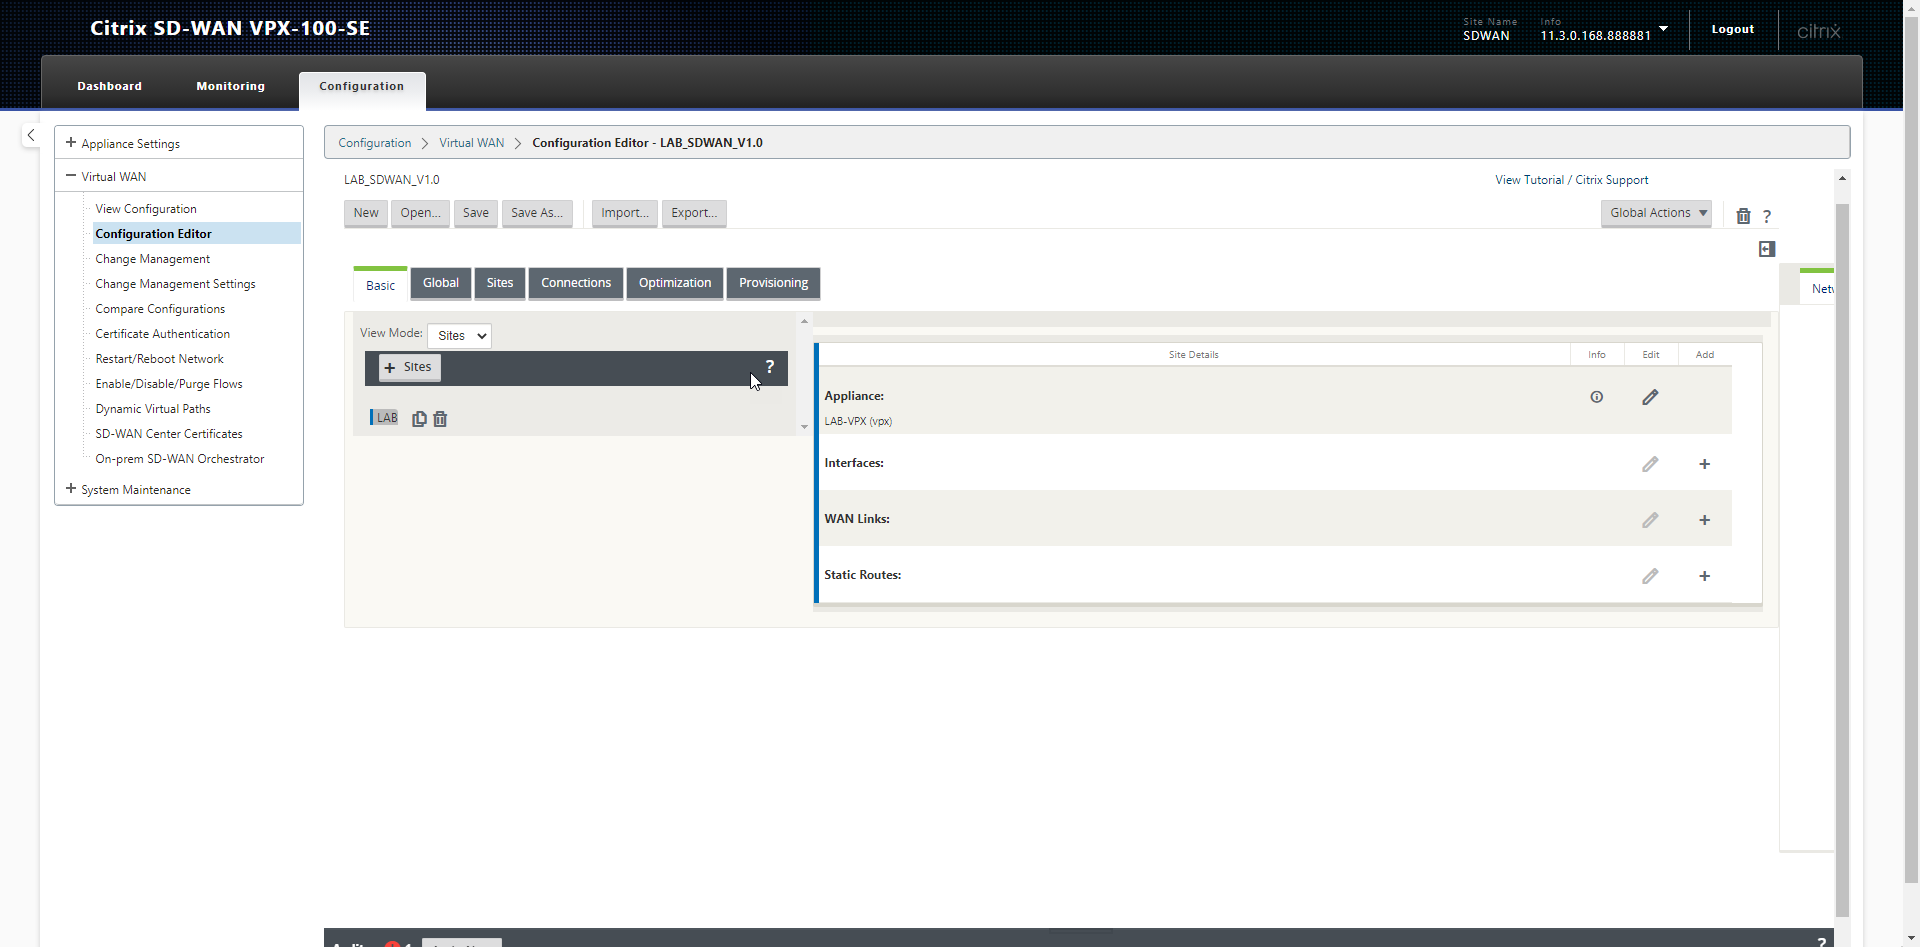 Citrix SD-WAN VPX-100-SE
Site Name
SDWAN
Info
11.3.0.168.888881
Logout
citrix
Dashboard
Monitoring
Configuration
Appliance Settings
Virtual WAN
View Configuration
Configuration Editor
Change Management
Change Management Settings
Compare Configurations
Certificate Authentication
Restart/Reboot Network
Enable/Disable/Purge Flows
Dynamic Virtual Paths
SD-WAN Center Certificates
On-prem SD-WAN Orchestrator
System Maintenance
Configuration > Virtual WAN > Configuration Editor - LAB_SDWAN_V1.0
LAB_SDWAN_V1.0
View Tutorial / Citrix Support
New Open... Save Save As... Import... Export...
Global Actions
?
Basic Global Sites Connections Optimization Provisioning
View Mode: Sites
+ Sites
?
LAB
Site Details Info Edit Add
Appliance:
LAB-VPX (vpx)
Interfaces:
WAN Links:
Static Routes:
?